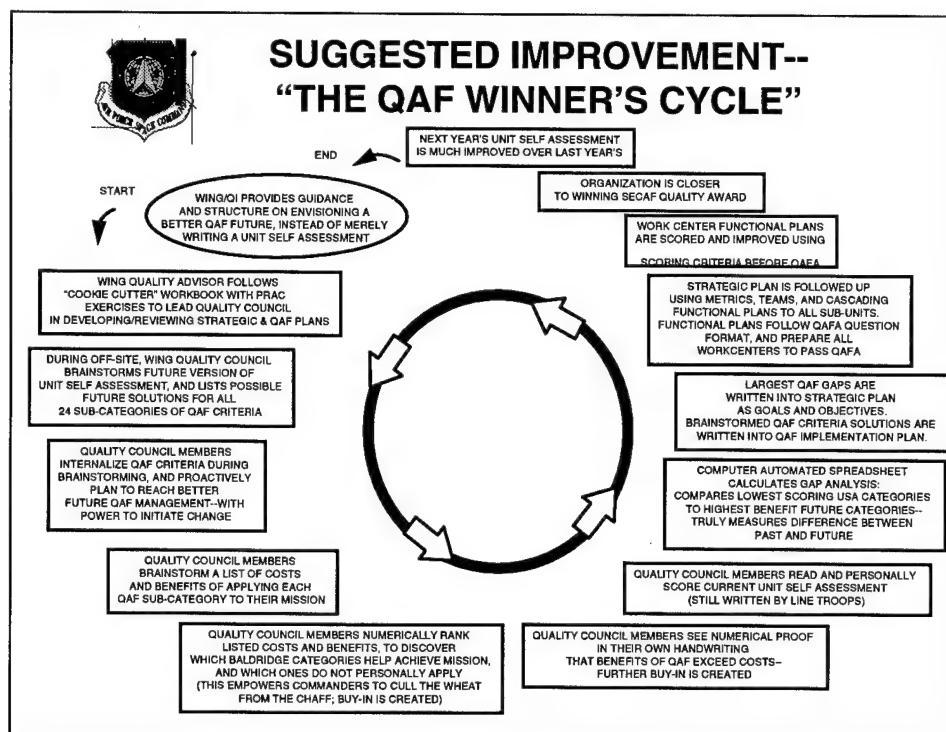 SUGGESTED IMPROVEMENT--
“THE QAF WINNER’S CYCLE”
AIR FORCE SPACE COMMAND
START
WING/QI PROVIDES GUIDANCE
AND STRUCTURE ON ENVISIONING A
BETTER QAF FUTURE, INSTEAD OF MERELY
WRITING A UNIT SELF ASSESSMENT
WING QUALITY ADVISOR FOLLOWS
“COOKIE CUTTER” WORKBOOK WITH PRAC
EXERCISES TO LEAD QUALITY COUNCIL
IN DEVELOPING/REVIEWING STRATEGIC & QAF PLANS
DURING OFF-SITE, WING QUALITY COUNCIL
BRAINSTORMS FUTURE VERSION OF
UNIT SELF ASSESSMENT, AND LISTS POSSIBLE
FUTURE SOLUTIONS FOR ALL
24 SUB-CATEGORIES OF QAF CRITERIA
QUALITY COUNCIL MEMBERS
INTERNALIZE QAF CRITERIA DURING
BRAINSTORMING, AND PROACTIVELY
PLAN TO REACH BETTER
FUTURE QAF MANAGEMENT--WITH
POWER TO INITIATE CHANGE
QUALITY COUNCIL MEMBERS
BRAINSTORM A LIST OF COSTS
AND BENEFITS OF APPLYING EACH
QAF SUB-CATEGORY TO THEIR MISSION
QUALITY COUNCIL MEMBERS NUMERICALLY RANK
LISTED COSTS AND BENEFITS, TO DISCOVER
WHICH BALDRIDGE CATEGORIES HELP ACHIEVE MISSION,
AND WHICH ONES DO NOT PERSONALLY APPLY
(THIS EMPOWERS COMMANDERS TO CULL THE WHEAT
FROM THE CHAFF; BUY-IN IS CREATED)
QUALITY COUNCIL MEMBERS SEE NUMERICAL PROOF
IN THEIR OWN HANDWRITING
THAT BENEFITS OF QAF EXCEED COSTS--
FURTHER BUY-IN IS CREATED
QUALITY COUNCIL MEMBERS READ AND PERSONALLY
SCORE CURRENT UNIT SELF ASSESSMENT
(STILL WRITTEN BY LINE TROOPS)
COMPUTER AUTOMATED SPREADSHEET
CALCULATES GAP ANALYSIS:
COMPARES LOWEST SCORING USA CATEGORIES
TO HIGHEST BENEFIT FUTURE CATEGORIES--
TRULY MEASURES DIFFERENCE BETWEEN
PAST AND FUTURE
LARGEST QAF GAPS ARE
WRITTEN INTO STRATEGIC PLAN
AS GOALS AND OBJECTIVES.
BRAINSTORMED QAF CRITERIA SOLUTIONS ARE
WRITTEN INTO QAF IMPLEMENTATION PLAN.
STRATEGIC PLAN IS FOLLOWED UP
USING METRICS, TEAMS, AND CASCADING
FUNCTIONAL PLANS TO ALL SUB-UNITS.
FUNCTIONAL PLANS FOLLOW QAFA QUESTION
FORMAT, AND PREPARE ALL
WORKCENTERS TO PASS QAFA
WORK CENTER FUNCTIONAL PLANS
ARE SCORED AND IMPROVED USING
SCORING CRITERIA BEFORE QAFA
ORGANIZATION IS CLOSER
TO WINNING SECAF QUALITY AWARD
NEXT YEAR’S UNIT SELF ASSESSMENT
IS MUCH IMPROVED OVER LAST YEAR’S
END